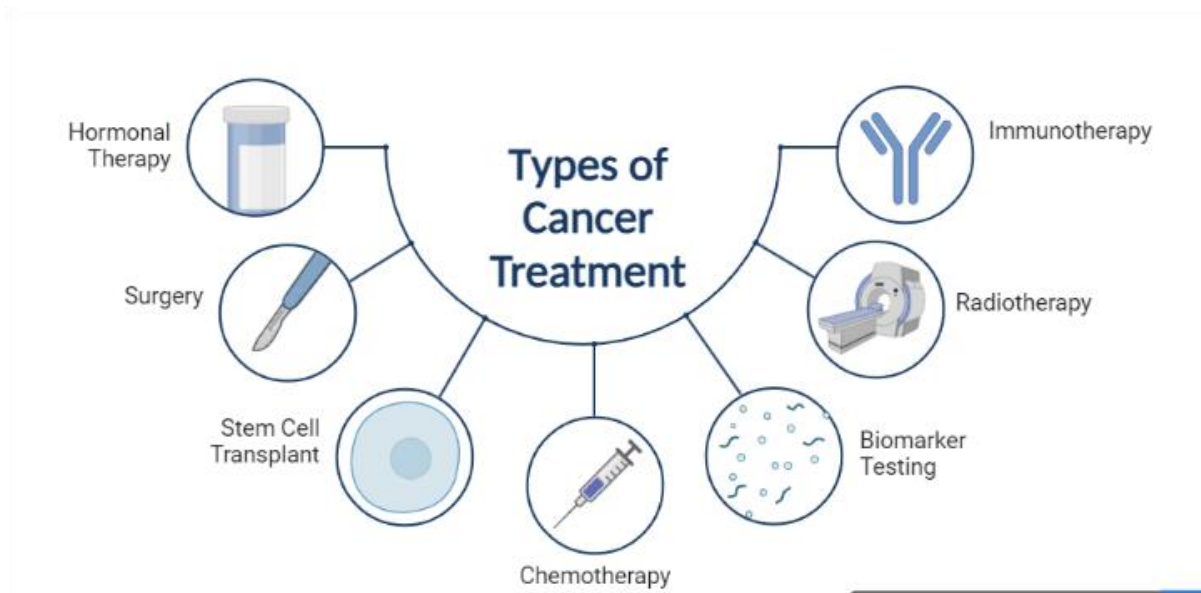 Types of
Cancer
Treatment
Hormonal
Therapy
Surgery
Stem Cell
Transplant
Chemotherapy
Biomarker
Testing
Radiotherapy
Immunotherapy